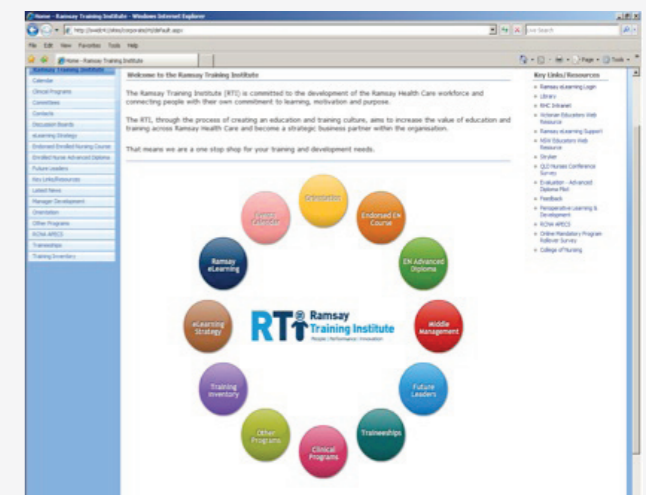 Home - Ramsay Training Institute - Windows Internet Explorer
Live Search
File Edit View Favorites Tools Help
Home - Ramsay Training Institute
Page Tools
Ramsay Training Institute
Calendar
Clinical Programs
Committees
Contacts
Discussion Boards
eLearning Strategy
Endorsed Enrolled Nursing Course
Enrolled Nurse Advanced Diploma
Future Leaders
Key Links/Resources
Latest News
Manager Development
Orientation
Other Programs
RCNA APECS
Traineeships
Training Inventory
Welcome to the Ramsay Training Institute
The Ramsay Training Institute (RTI) is committed to the development of the Ramsay Health Care workforce and
connecting people with their own commitment to learning, motivation and purpose.
The RTI, through the process of creating an education and training culture, aims to increase the value of education and
training across Ramsay Health Care and become a strategic business partner within the organisation.
That means we are a one stop shop for your training and development needs.
Orientation
Endorsed EN
Course
EN Advanced
Diploma
Middle
Management
Future
Leaders
Traineeships
Clinical
Programs
Other
Programs
Training
Inventory
eLearning
Strategy
Ramsay
eLearning
Calendar
RTI Ramsay
Training Institute
People | Performance | Innovation
Key Links/Resources
Ramsay eLearning Login
Library
RHC Intranet
Victorian Educators Web
Resource
Ramsay eLearning Support
NSW Educators Web
Resource
Stryker
QLD Nurses Conference
Survey
Evaluation - Advanced
Diploma Pilot
Feedback
Perioperative Learning &
Development
RCNA APECS
Online Mandatory Program
Rollover Survey
College of Nursing